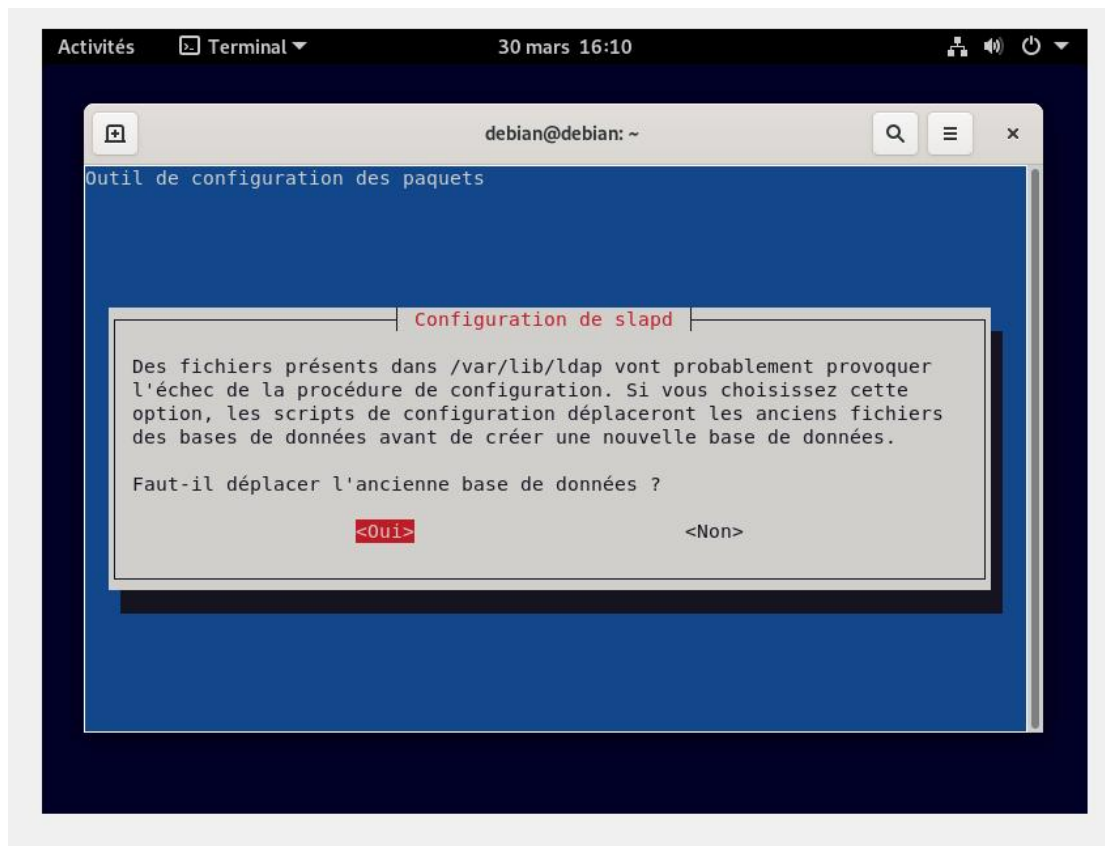 Activités Terminal 30 mars 16:10
debian@debian: ~
Outil de configuration des paquets
Configuration de slapd
Des fichiers présents dans /var/lib/ldap vont probablement provoquer
l'échec de la procédure de configuration. Si vous choisissez cette
option, les scripts de configuration déplaceront les anciens fichiers
des bases de données avant de créer une nouvelle base de données.
Faut-il déplacer l'ancienne base de données ?
<Oui> <Non>